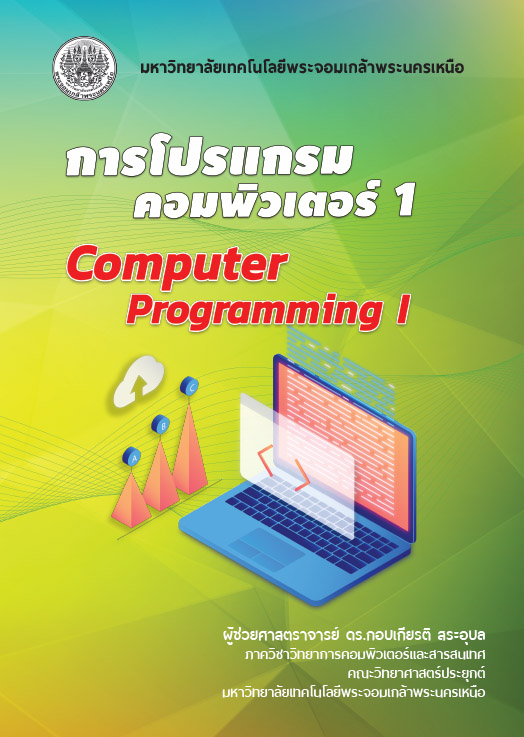 มหาวิทยาลัยเทคโนโลยีพระจอมเกล้าพระนครเหนือ
การโปรแกรม
คอมพิวเตอร์ 1
Computer
Programming I
C
B
A
ผู้ช่วยศาสตราจารย์ ดร.กอบเกียรติ สระอุบล
ภาควิชาวิทยาการคอมพิวเตอร์และสารสนเทศ
คณะวิทยาศาสตร์ประยุกต์
มหาวิทยาลัยเทคโนโลยีพระจอมเกล้าพระนครเหนือ